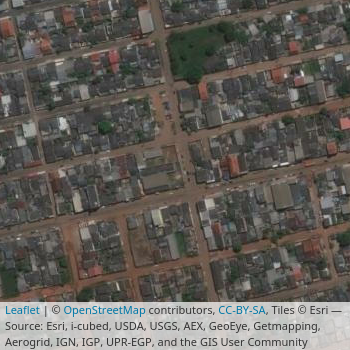 Leaflet | © OpenStreetMap contributors, CC-BY-SA, Tiles © Esri —
Source: Esri, i-cubed, USDA, USGS, AEX, GeoEye, Getmapping,
Aerogrid, IGN, IGP, UPR-EGP, and the GIS User Community